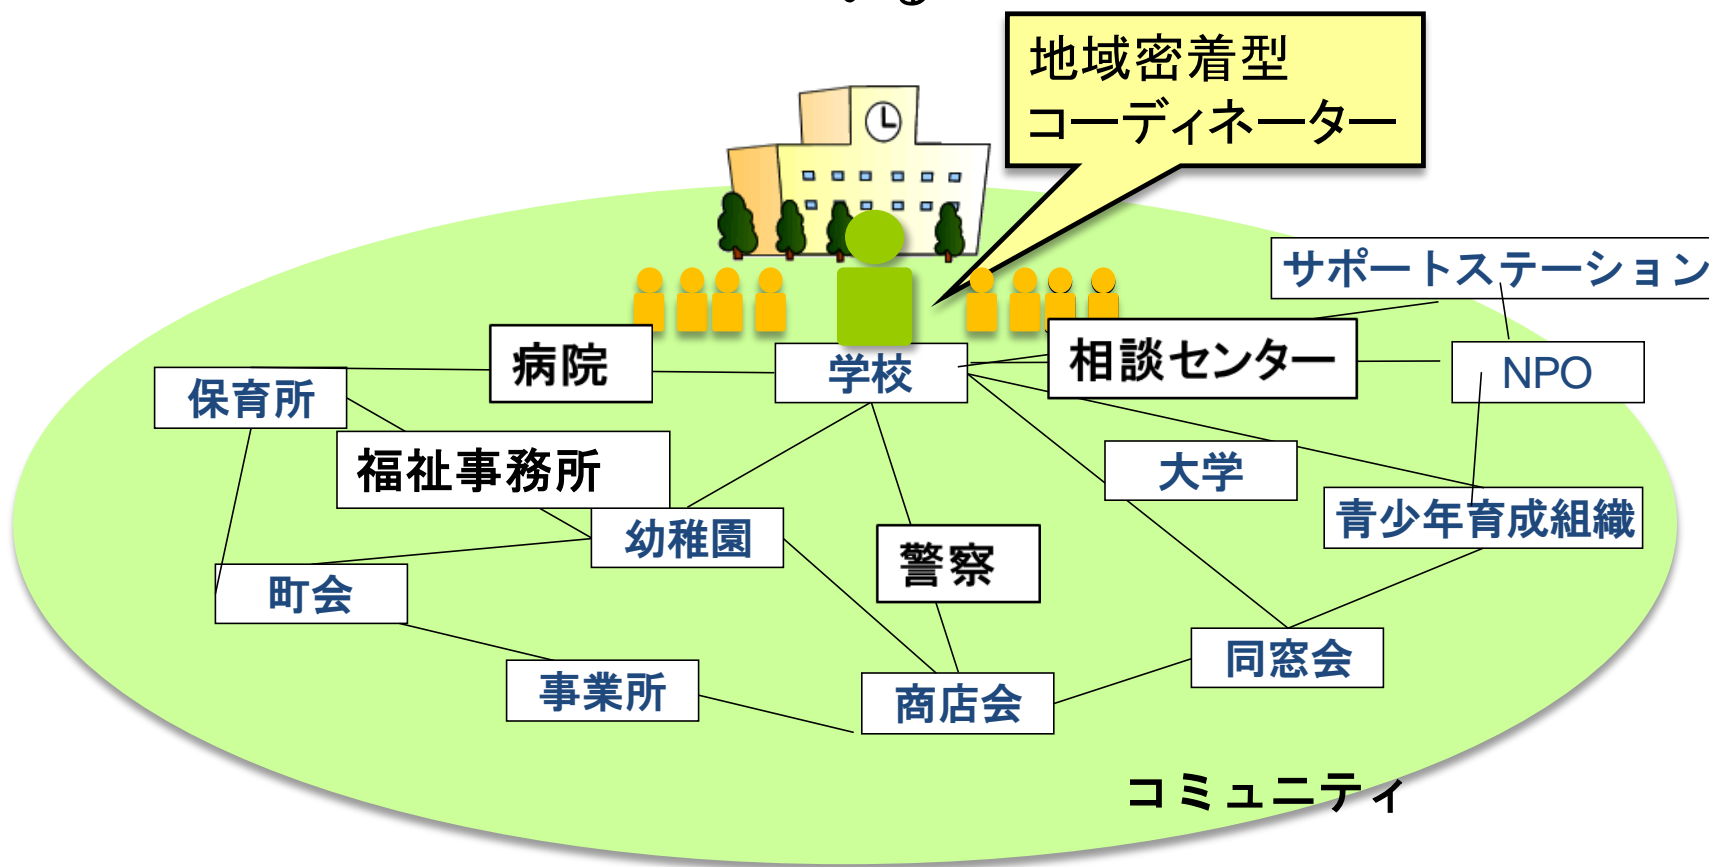 地域密着型
コーディネーター
サポートステーション
病院
学校
相談センター
NPO
保育所
福祉事務所
大学
幼稚園
青少年育成組織
警察
町会
同窓会
事業所
商店会
コミュニティ